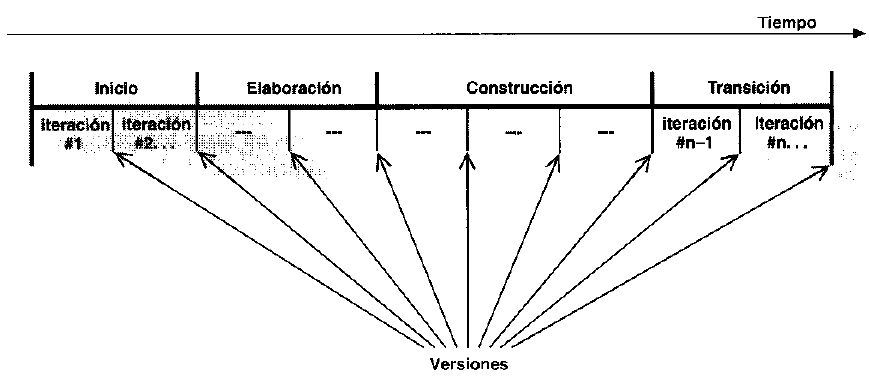 Tiempo
Inicio Elaboración Construcción Transición
iteración iteración --- --- --- --- --- iteración iteración
#1 #2... #n–1 #n...
Versiones